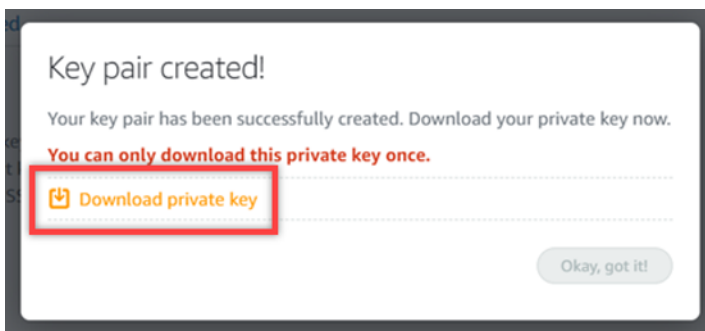 Key pair created!
Your key pair has been successfully created. Download your private key now.
You can only download this private key once.
Download private key
Okay, got it!